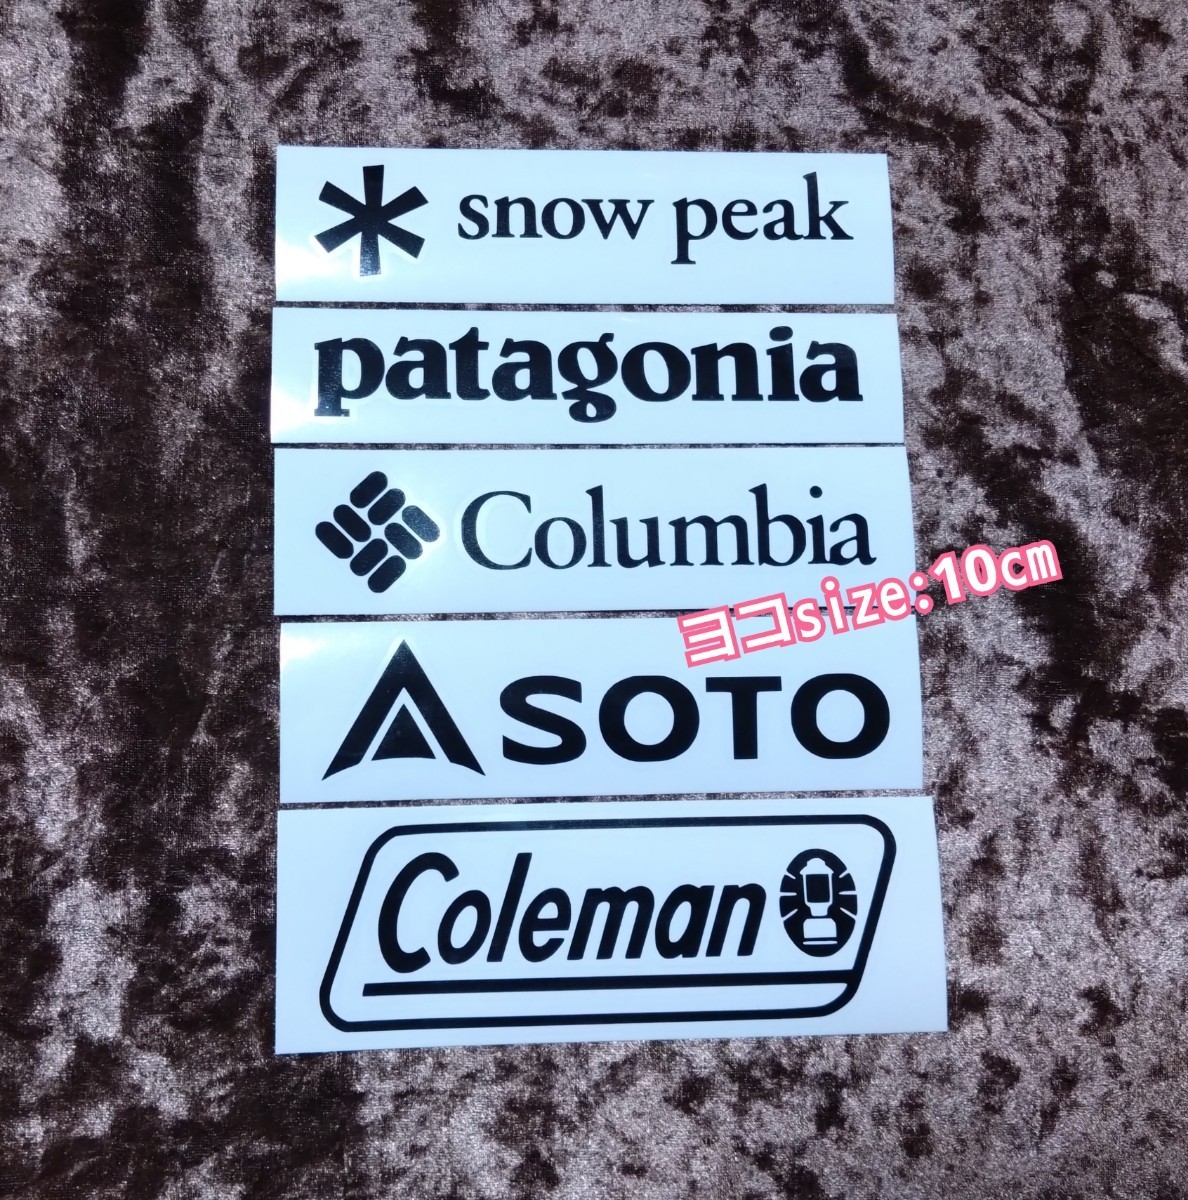 snow peak
patagonia
Columbia
ヨコsize:10cm
SOTO
Coleman